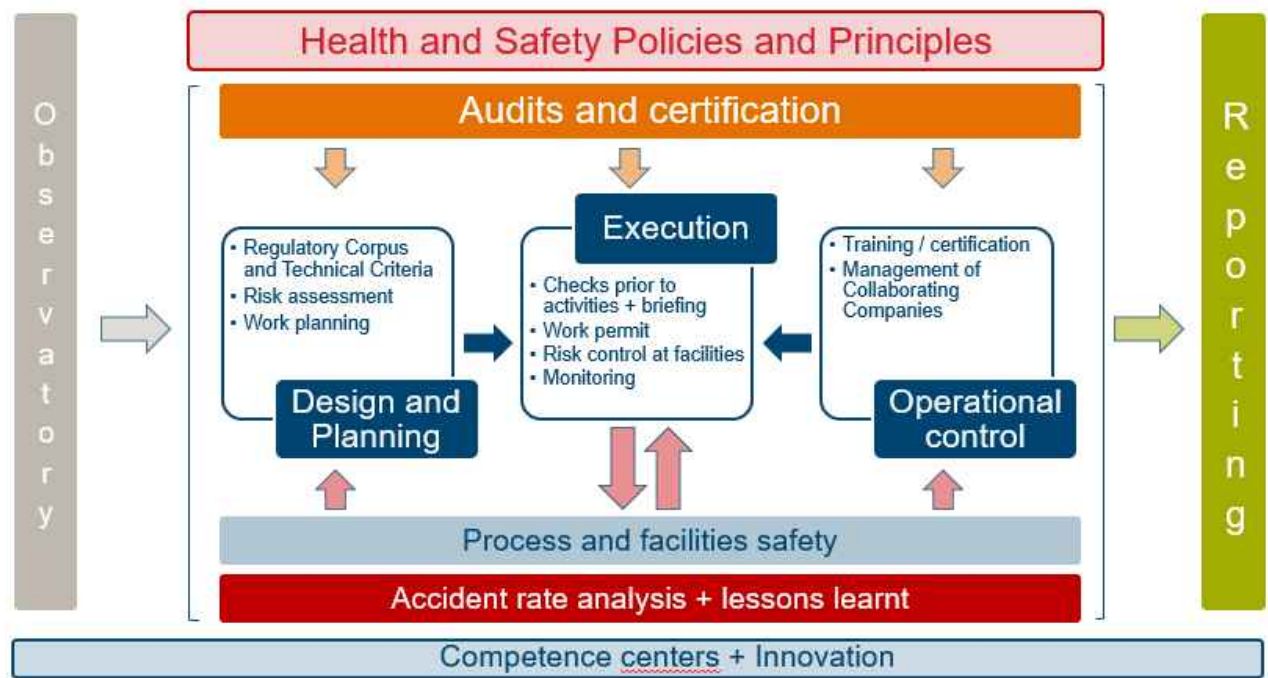 Health and Safety Policies and Principles
Observatory
Audits and certification
Reporting
• Regulatory Corpus
and Technical Criteria
• Risk assessment
• Work planning
Design and
Planning
Execution
• Checks prior to
activities + briefing
• Work permit
• Risk control at facilities
• Monitoring
• Training / certification
• Management of
Collaborating
Companies
Operational
control
Process and facilities safety
Accident rate analysis + lessons learnt
Competence centers + Innovation